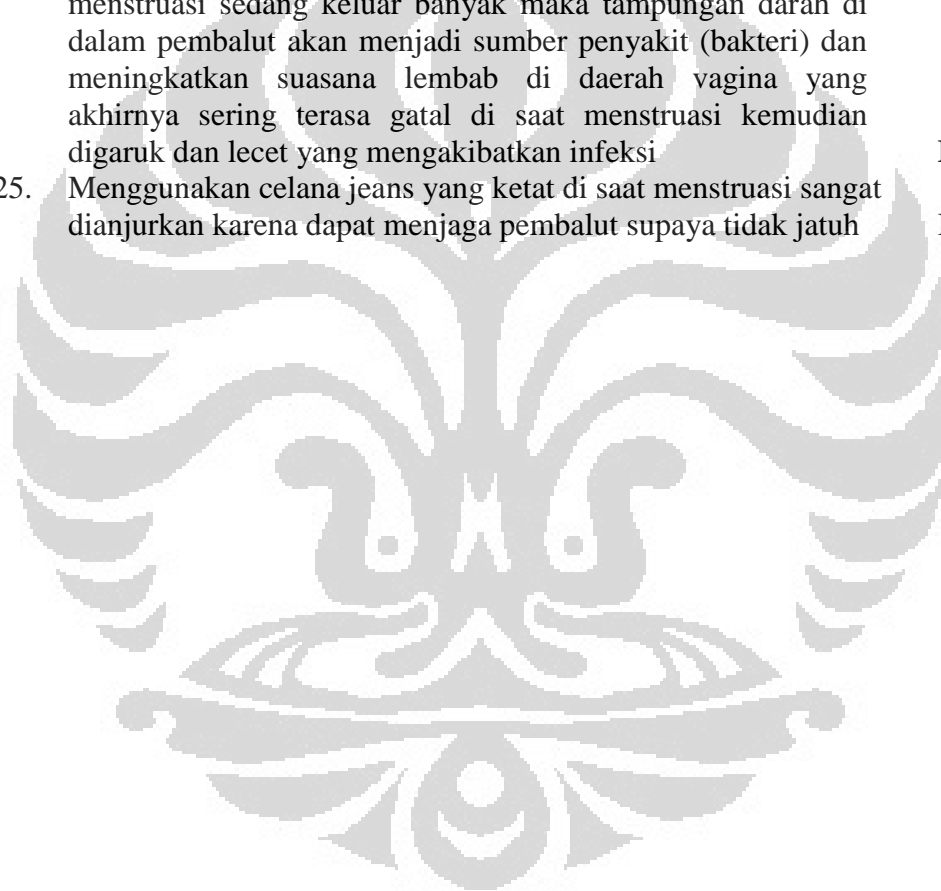 menstruasi sedang keluar banyak maka tampungan darah di
dalam pembalut akan menjadi sumber penyakit (bakteri) dan
meningkatkan suasana lembab di daerah vagina yang
akhirnya sering terasa gatal di saat menstruasi kemudian
digaruk dan lecet yang mengakibatkan infeksi
25. Menggunakan celana jeans yang ketat di saat menstruasi sangat
dianjurkan karena dapat menjaga pembalut supaya tidak jatuh